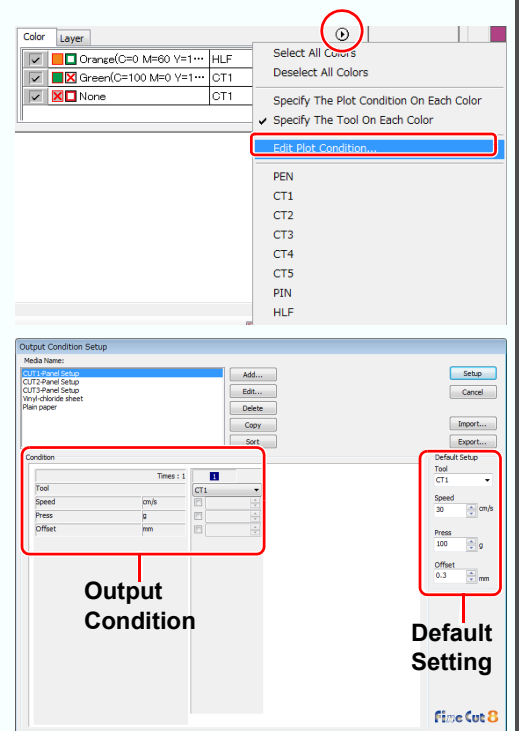 Color Layer
Orange(C=0 M=60 Y=1··· HLF
Green(C=100 M=0 Y=1··· CT1
None CT1
Select All Colors
Deselect All Colors
Specify The Plot Condition On Each Color
Specify The Tool On Each Color
Edit Plot Condition...
PEN
CT1
CT2
CT3
CT4
CT5
PIN
HLF
Output Condition Setup
Media Name:
CUT1-Panel Setup
CUT2-Panel Setup
CUT3-Panel Setup
Vinyl-chloride sheet
Plain paper
Add...
Edit...
Delete
Copy
Sort
Setup
Cancel
Import...
Export...
Condition
Times : 1 1
Tool CT1
Speed cm/s
Press g
Offset mm
Default Setup
Tool
CT1
Speed
30 cm/s
Press
100 g
Offset
0.3 mm
Output
Condition
Default
Setting
Fine Cut 8